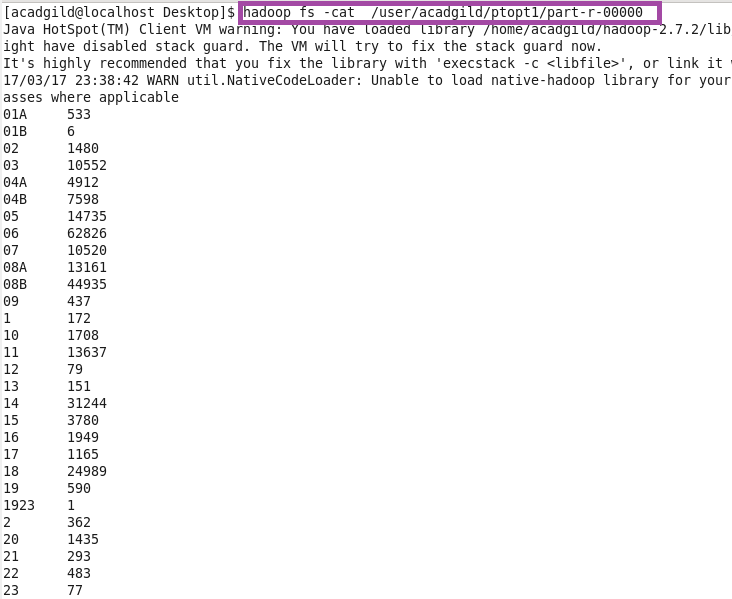 [acadgild@localhost Desktop]$ hadoop fs -cat  /user/acadgild/ptopt1/part-r-00000
Java HotSpot(TM) Client VM warning: You have loaded library /home/acadgild/hadoop-2.7.2/lib
ight have disabled stack guard. The VM will try to fix the stack guard now.
It's highly recommended that you fix the library with 'execstack -c <libfile>', or link it
17/03/17 23:38:42 WARN util.NativeCodeLoader: Unable to load native-hadoop library for your
asses where applicable
01A     533
01B     6
02      1480
03      10552
04A     4912
04B     7598
05      14735
06      62826
07      10520
08A     13161
08B     44935
09      437
1       172
10      1708
11      13637
12      79
13      151
14      31244
15      3780
16      1949
17      1165
18      24989
19      590
1923    1
2       362
20      1435
21      293
22      483
23      77